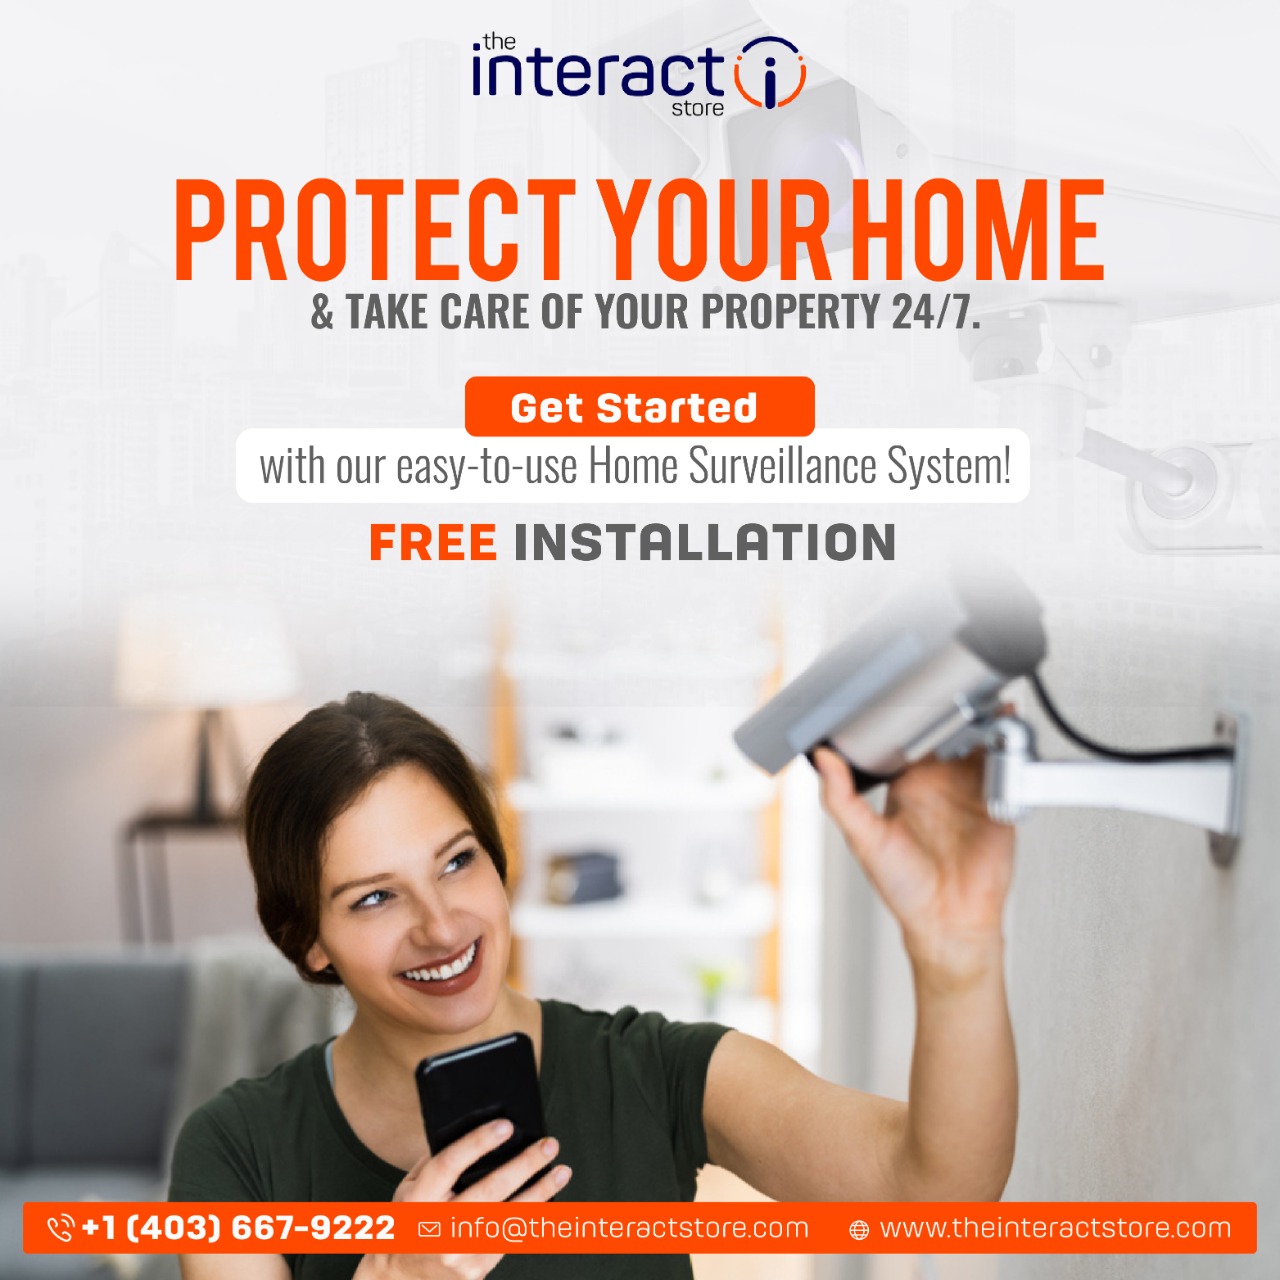 the
interact
store
PROTECT YOUR HOME
& TAKE CARE OF YOUR PROPERTY 24/7.
Get Started
with our easy-to-use Home Surveillance System!
FREE INSTALLATION
+1 (403) 667-9222 info@theinteractstore.com www.theinteractstore.com